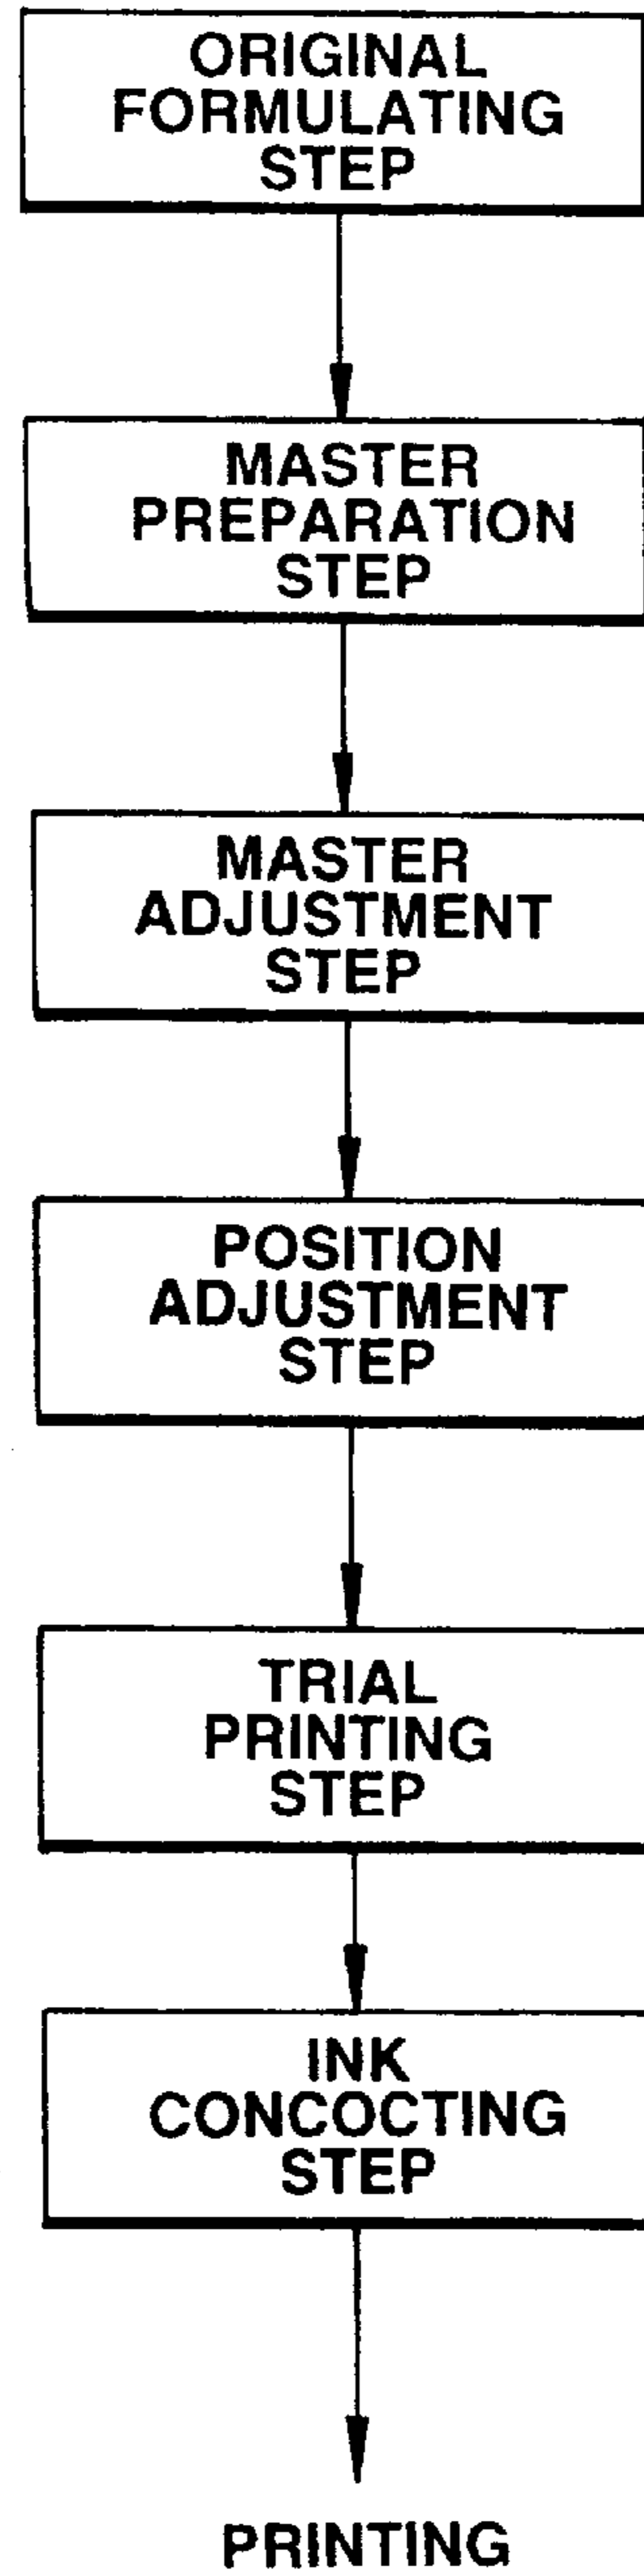 ORIGINAL
FORMULATING
STEP
MASTER
PREPARATION
STEP
MASTER
ADJUSTMENT
STEP
POSITION
ADJUSTMENT
STEP
TRIAL
PRINTING
STEP
INK
CONCOCTING
STEP
PRINTING